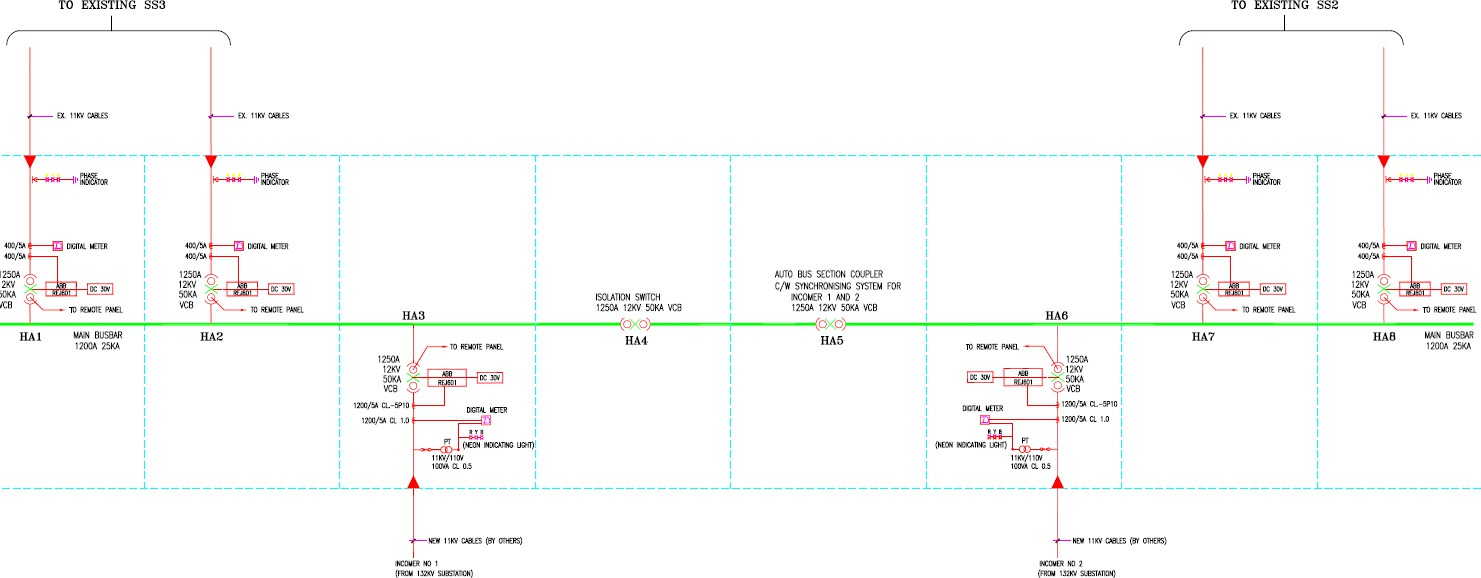 TO EXISTING SS3
TO EXISTING SS2
EX. 11KV CABLES
EX. 11KV CABLES
EX. 11KV CABLES
EX. 11KV CABLES
PHASE
INDICATOR
PHASE
INDICATOR
PHASE
INDICATOR
PHASE
INDICATOR
400/5A
DIGITAL METER
400/5A
1250A
12KV
50KA
VCB
ABB
REJ601
DC 30V
TO REMOTE PANEL
400/5A
DIGITAL METER
400/5A
1250A
12KV
50KA
VCB
ABB
REJ601
DC 30V
TO REMOTE PANEL
ISOLATION SWITCH
1250A 12KV 50KA VCB
AUTO BUS SECTION COUPLER
C/W SYNCHRONISING SYSTEM FOR
INCOMER 1 AND 2
1250A 12KV 50KA VCB
400/5A
DIGITAL METER
400/5A
1250A
12KV
50KA
VCB
ABB
REJ601
DC 30V
TO REMOTE PANEL
400/5A
DIGITAL METER
400/5A
1250A
12KV
50KA
VCB
ABB
REJ601
DC 30V
TO REMOTE PANEL
HA1
MAIN BUSBAR
1200A 25KA
HA2
HA3
HA4
HA5
HA6
HA7
HA8
MAIN BUSBAR
1200A 25KA
TO REMOTE PANEL
1250A
12KV
50KA
VCB
ABB
REJ601
DC 30V
1200/5A CL.-5P10
DIGITAL METER
1200/5A CL 1.0
R Y B
(NEON INDICATING LIGHT)
PT
11KV/110V
100VA CL 0.5
TO REMOTE PANEL
1250A
12KV
50KA
VCB
DC 30V
ABB
REJ601
1200/5A CL.-5P10
DIGITAL METER
1200/5A CL 1.0
R Y B
(NEON INDICATING LIGHT)
PT
11KV/110V
100VA CL 0.5
NEW 11KV CABLES (BY OTHERS)
INCOMER NO 1
(FROM 132KV SUBSTATION)
NEW 11KV CABLES (BY OTHERS)
INCOMER NO 2
(FROM 132KV SUBSTATION)